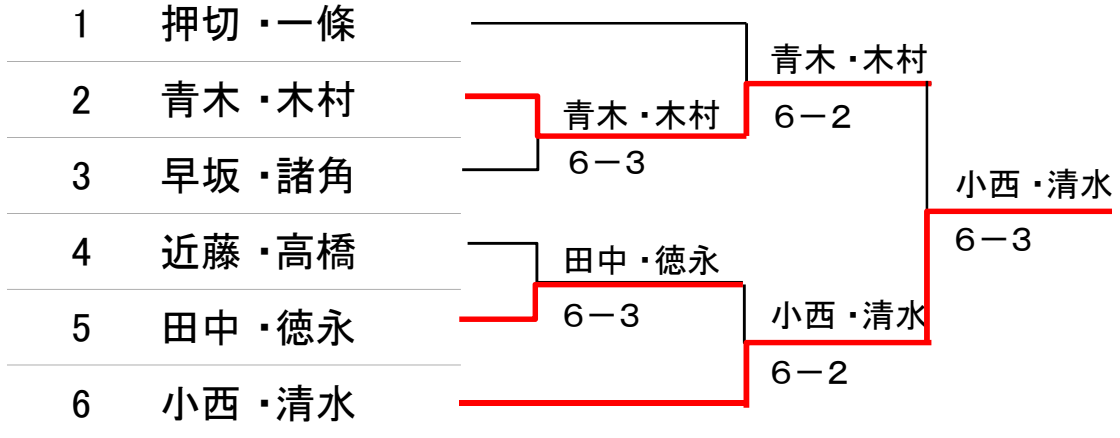 1 押切・一條
2 青木・木村
3 早坂・諸角
4 近藤・高橋
5 田中・徳永
6 小西・清水
青木・木村
6－3
田中・徳永
6－3
青木・木村
6－2
小西・清水
6－2
小西・清水
6－3